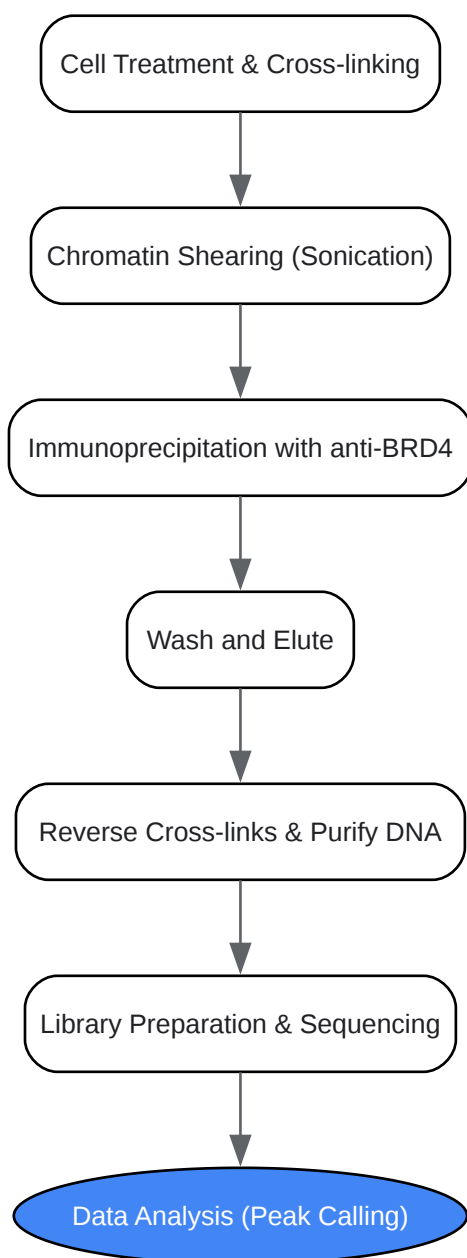 Cell Treatment & Cross-linking
Chromatin Shearing (Sonication)
Immunoprecipitation with anti-BRD4
Wash and Elute
Reverse Cross-links & Purify DNA
Library Preparation & Sequencing
Data Analysis (Peak Calling)